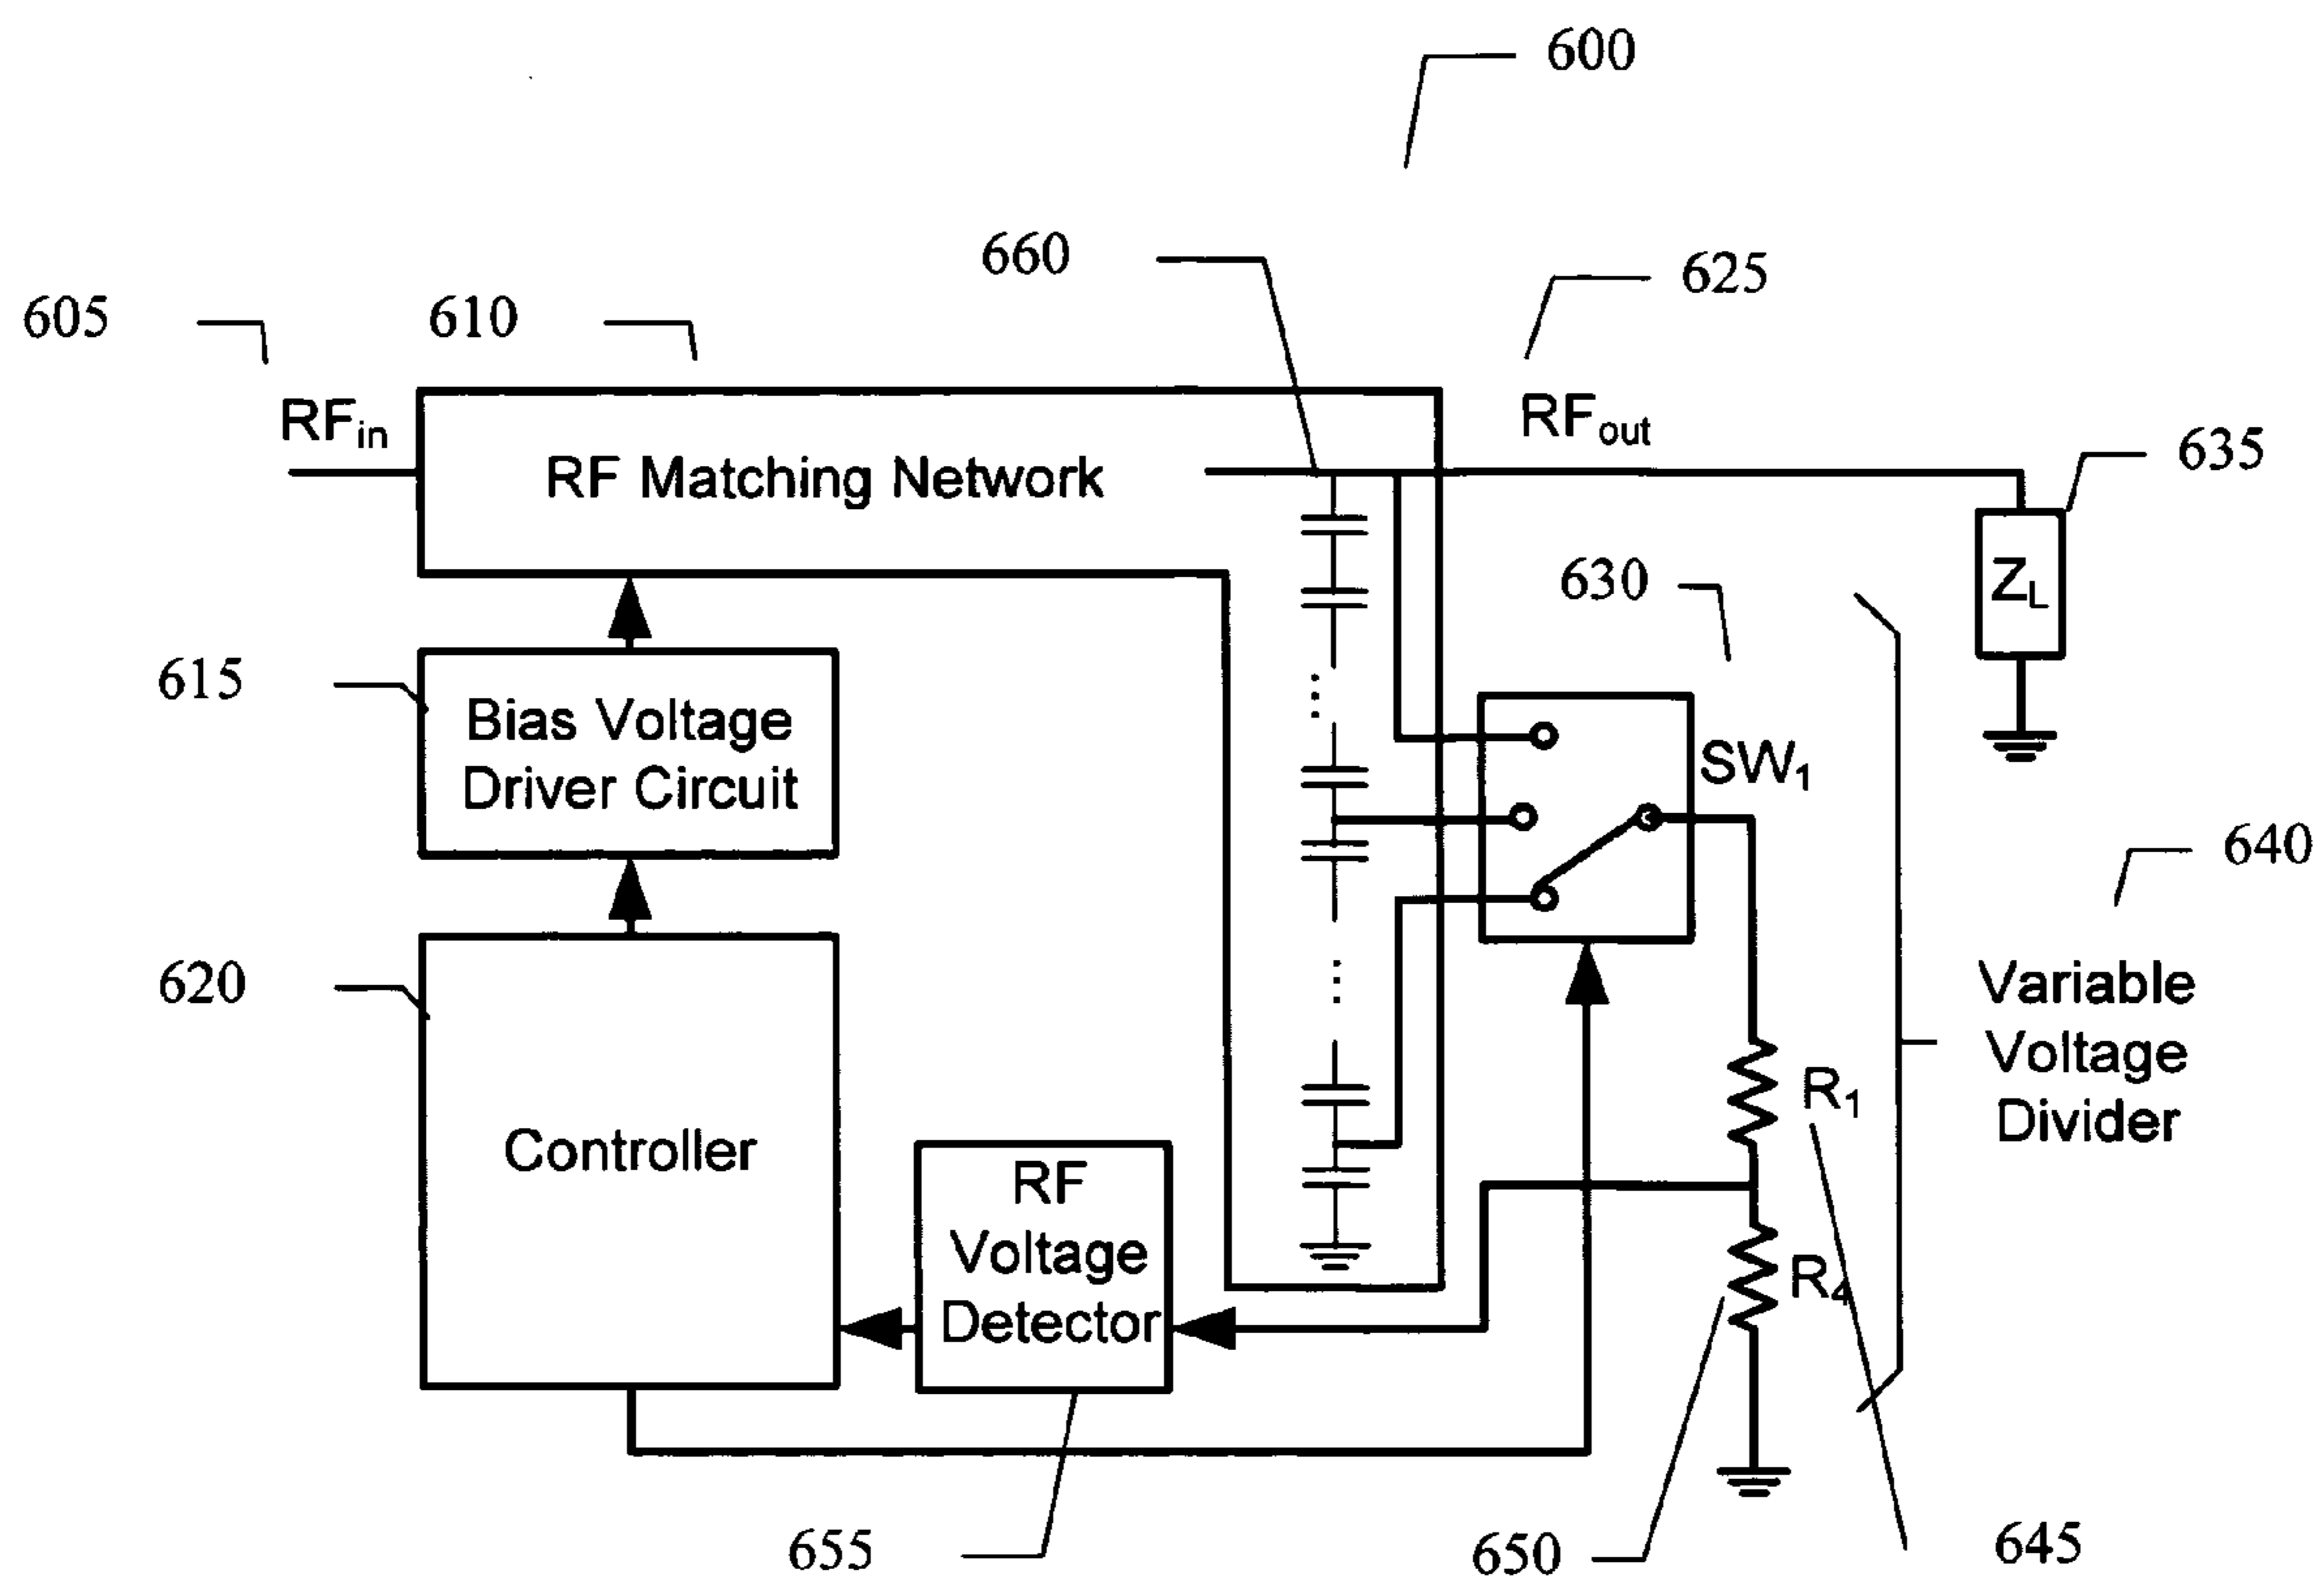 600
660
625
605
610
RFin
RFout
635
RF Matching Network
ZL
630
615
Bias Voltage
Driver Circuit
SW1
640
620
Variable
Voltage
Divider
Controller
R1
RF
Voltage
Detector
R4
655
650
645